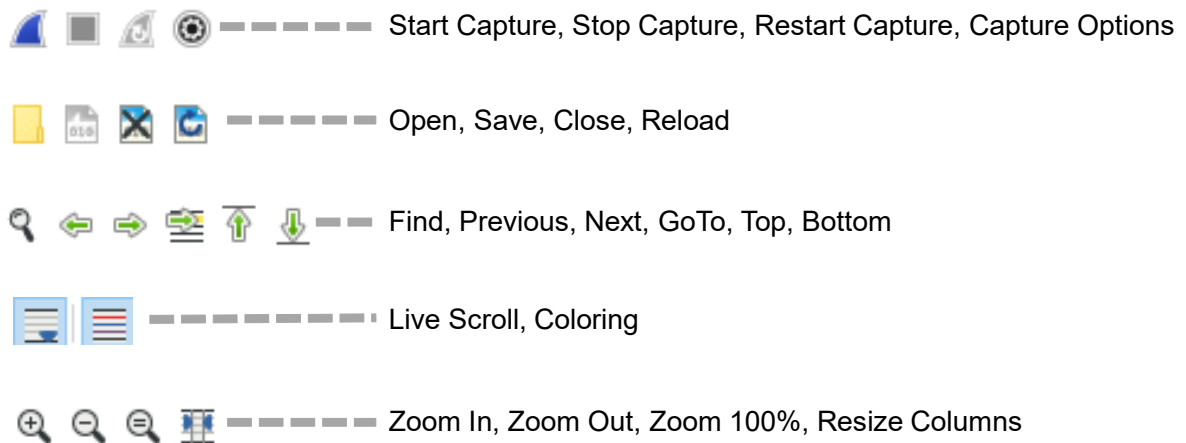 Start Capture, Stop Capture, Restart Capture, Capture Options
010
Open, Save, Close, Reload
Find, Previous, Next, GoTo, Top, Bottom
Live Scroll, Coloring
Zoom In, Zoom Out, Zoom 100%, Resize Columns